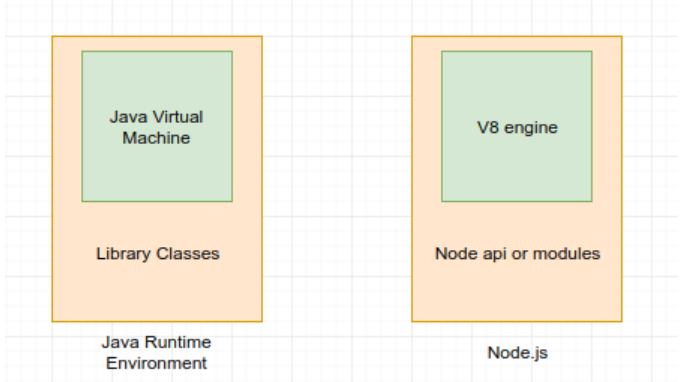 Java Virtual
Machine
Library Classes
Java Runtime
Environment
V8 engine
Node api or modules
Node.js